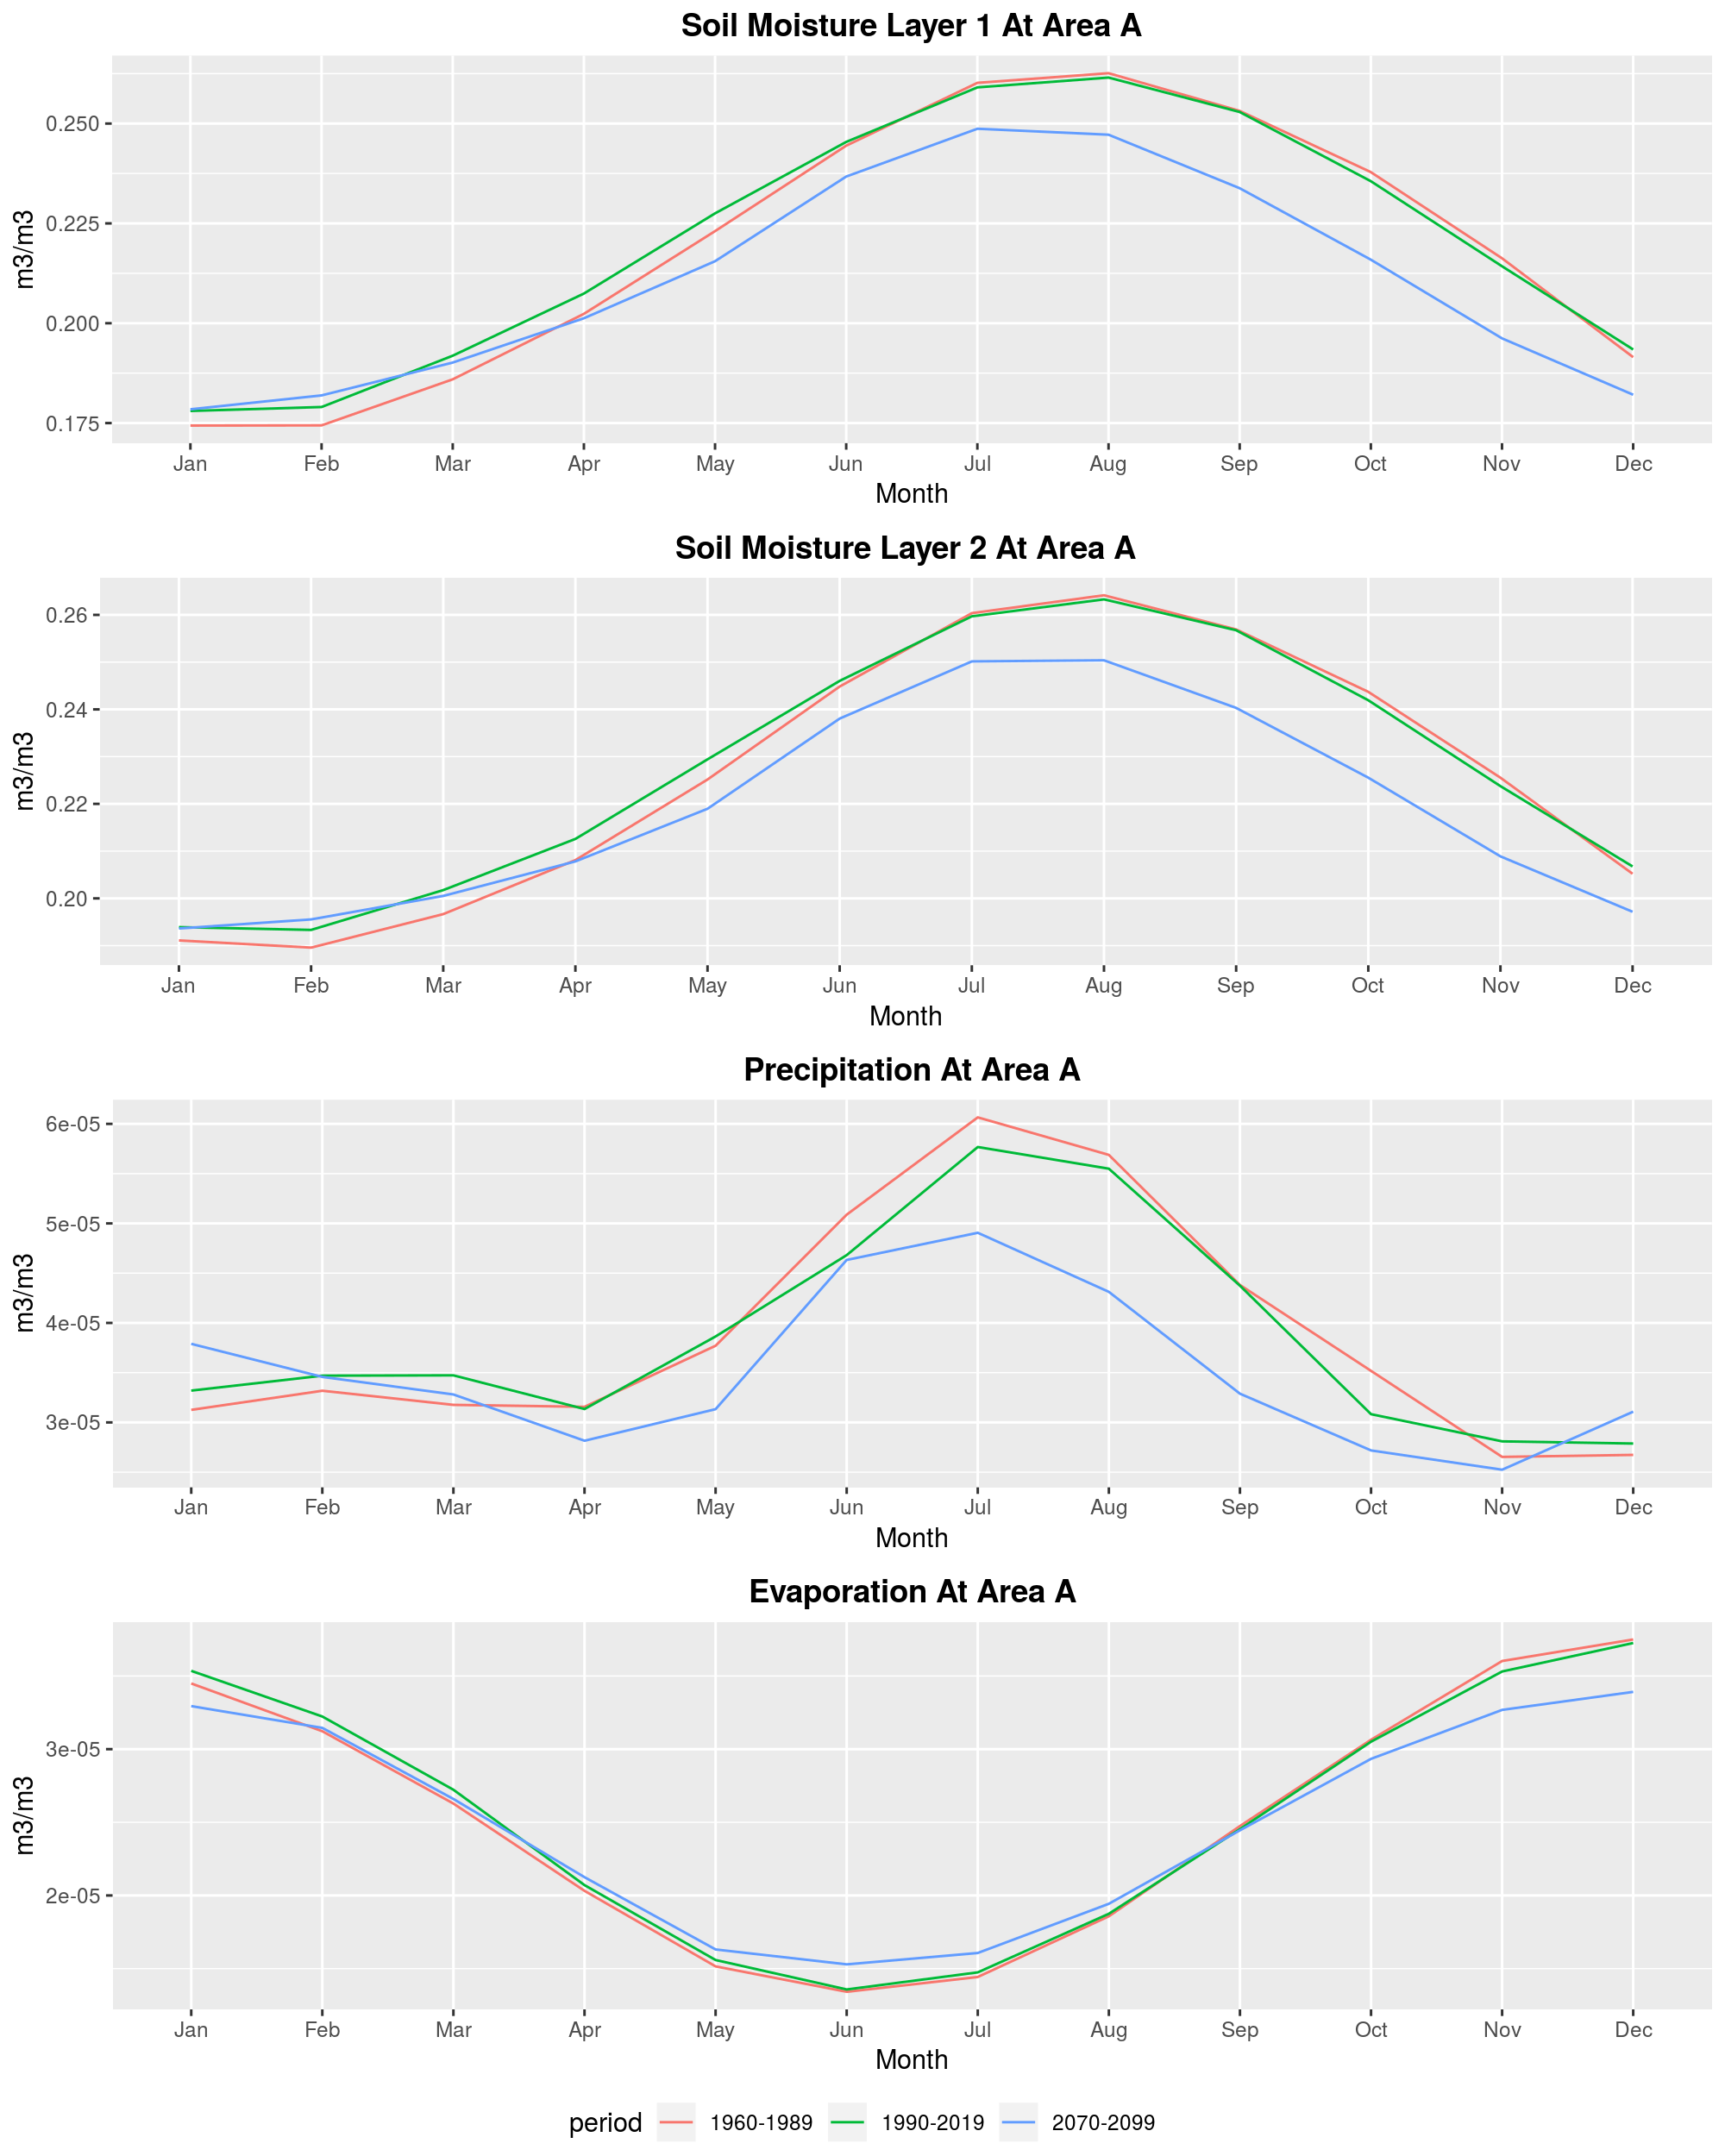 Soil Moisture Layer 1 At Area A
m3/m3
0.250
0.225
0.200
0.175
Jan Feb Mar Apr May Jun Jul Aug Sep Oct Nov Dec
Month
Soil Moisture Layer 2 At Area A
m3/m3
0.26
0.24
0.22
0.20
Jan Feb Mar Apr May Jun Jul Aug Sep Oct Nov Dec
Month
Precipitation At Area A
m3/m3
6e-05
5e-05
4e-05
3e-05
Jan Feb Mar Apr May Jun Jul Aug Sep Oct Nov Dec
Month
Evaporation At Area A
m3/m3
3e-05
2e-05
Jan Feb Mar Apr May Jun Jul Aug Sep Oct Nov Dec
Month
period 1960-1989 1990-2019 2070-2099